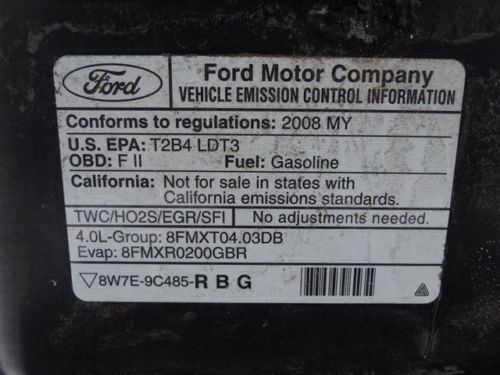 Ford
Ford Motor Company
VEHICLE EMISSION CONTROL INFORMATION
Conforms to regulations: 2008 MY
U.S. EPA: T2B4 LDT3
OBD: F II Fuel: Gasoline
California: Not for sale in states with
California emissions standards.
TWC/HO2S/EGR/SFI No adjustments needed.
4.0L-Group: 8FMXT04.03DB
Evap: 8FMXR0200GBR
8W7E-9C485-R B G